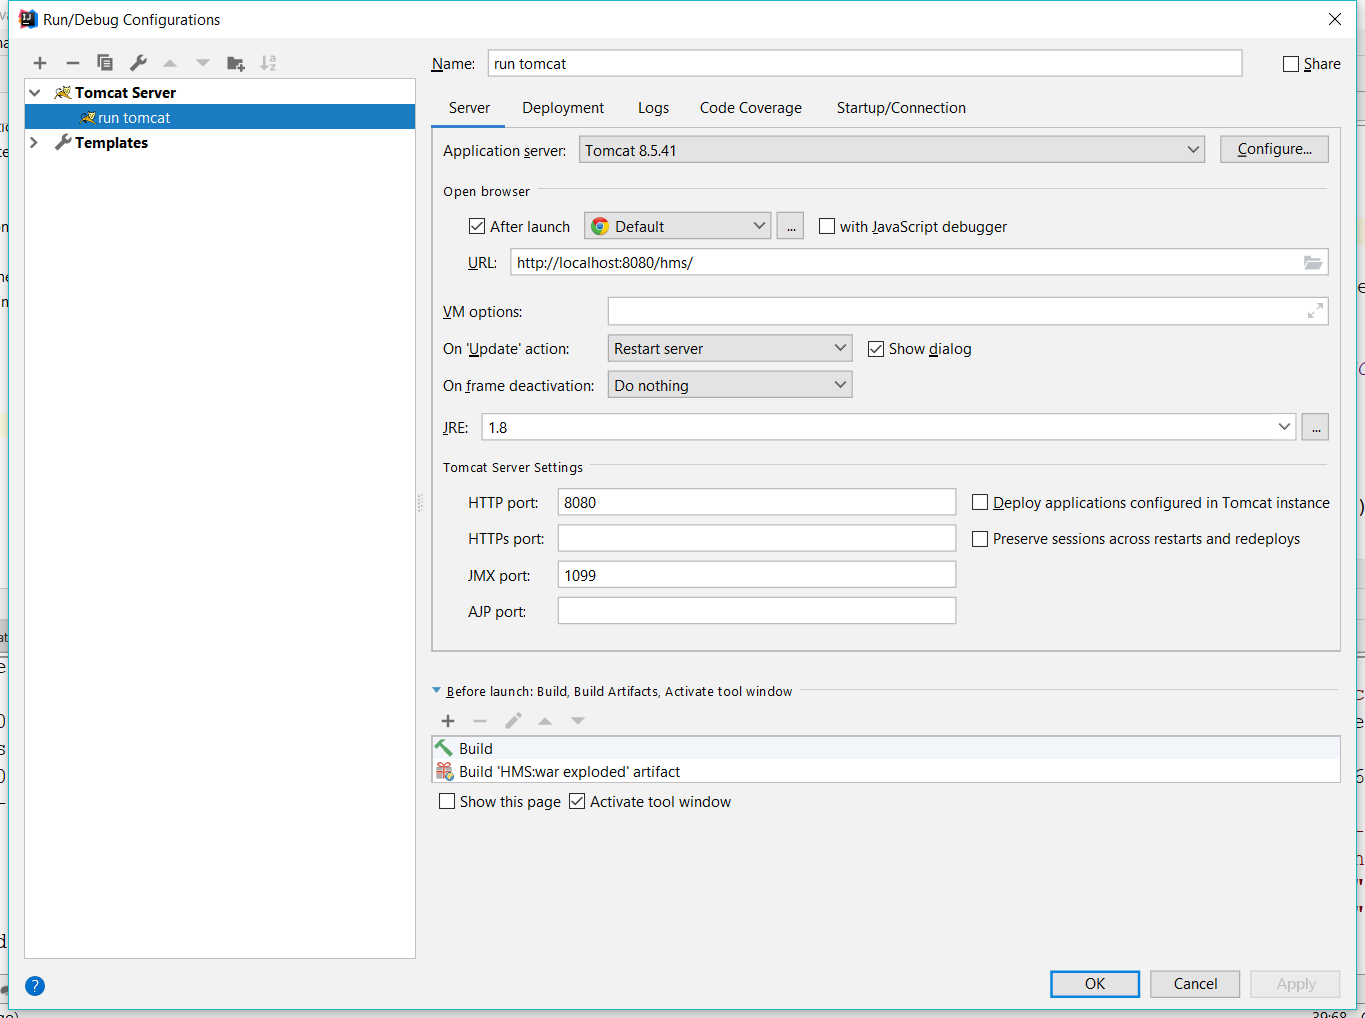 Run/Debug Configurations
Name: run tomcat Share
Tomcat Server
run tomcat
Templates
Server Deployment Logs Code Coverage Startup/Connection
Application server: Tomcat 8.5.41 Configure...
Open browser
After launch Default ... with JavaScript debugger
URL: http://localhost:8080/hms/
VM options:
On 'Update' action: Restart server Show dialog
On frame deactivation: Do nothing
JRE: 1.8 ...
Tomcat Server Settings
HTTP port: 8080 Deploy applications configured in Tomcat instance
HTTPs port: Preserve sessions across restarts and redeploys
JMX port: 1099
AJP port:
Before launch: Build, Build Artifacts, Activate tool window
Build
Build 'HMS:war exploded' artifact
Show this page Activate tool window
? OK Cancel Apply